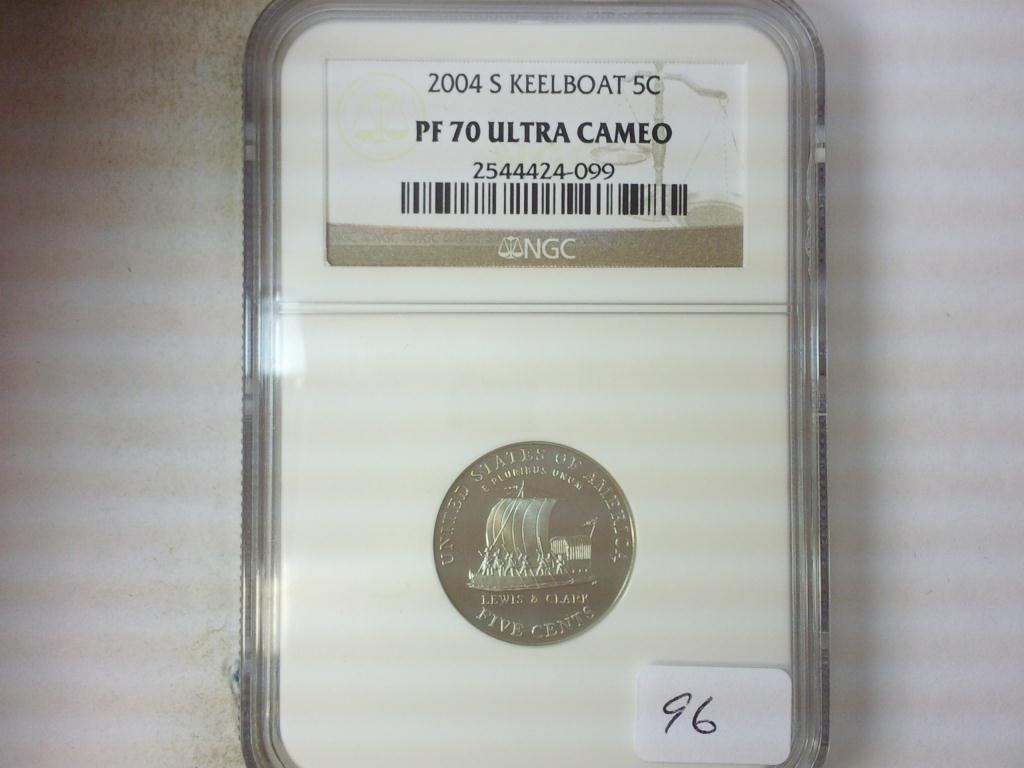 2004 S KEELBOAT 5C
PF 70 ULTRA CAMEO
2544424-099
NGC
UNITED STATES OF AMERICA
E PLURIBUS UNUM
LEWIS & CLARK
FIVE CENTS
96